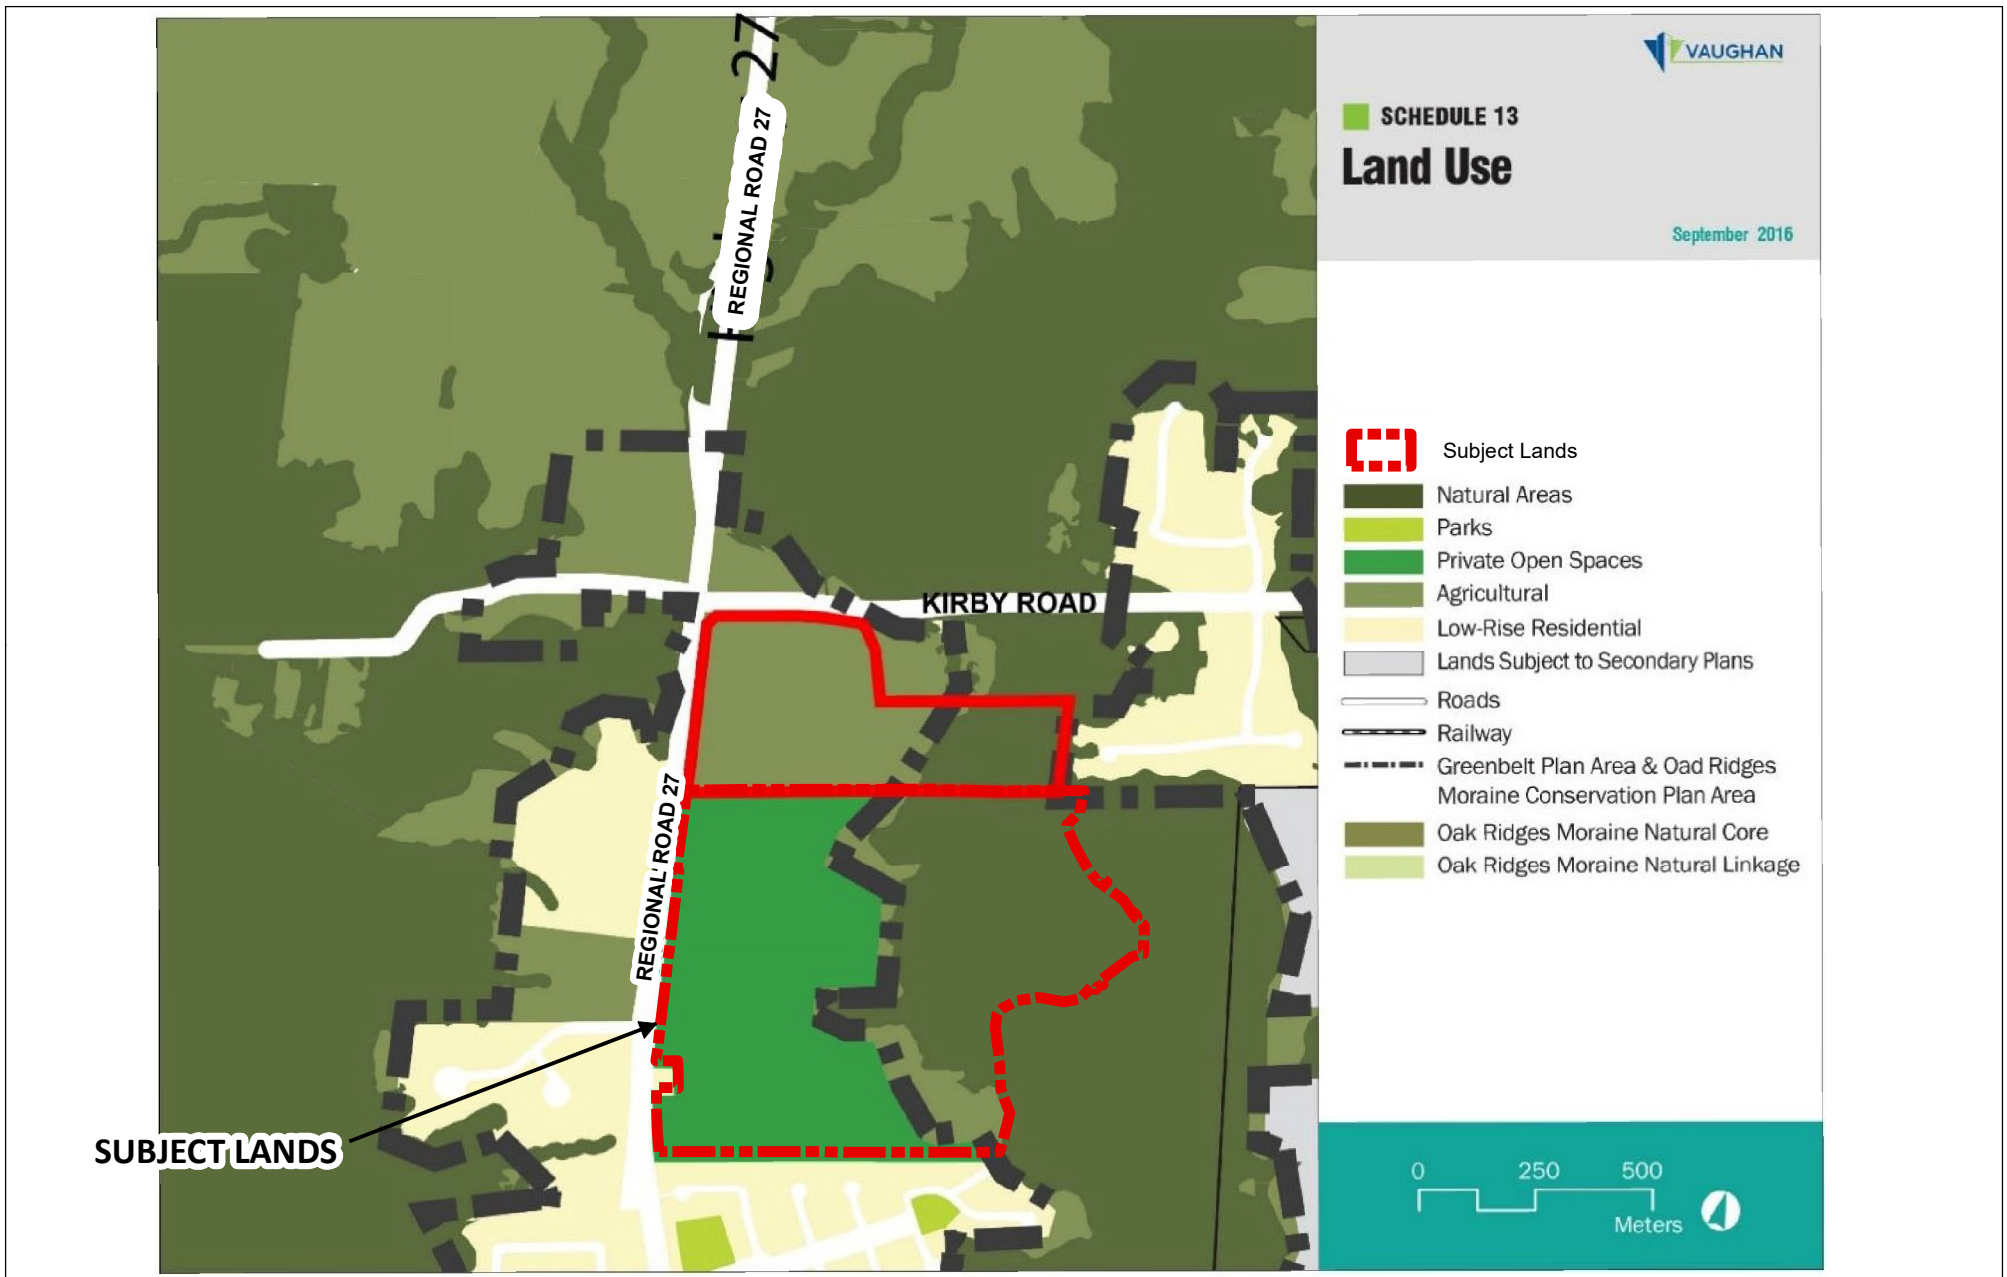 27
REGIONAL ROAD 27
KIRBY ROAD
REGIONAL ROAD 27
SUBJECT LANDS
VAUGHAN
SCHEDULE 13
Land Use
September 2016
Subject Lands
Natural Areas
Parks
Private Open Spaces
Agricultural
Low-Rise Residential
Lands Subject to Secondary Plans
Roads
Railway
Greenbelt Plan Area & Oad Ridges
Moraine Conservation Plan Area
Oak Ridges Moraine Natural Core
Oak Ridges Moraine Natural Linkage
0 250 500
Meters